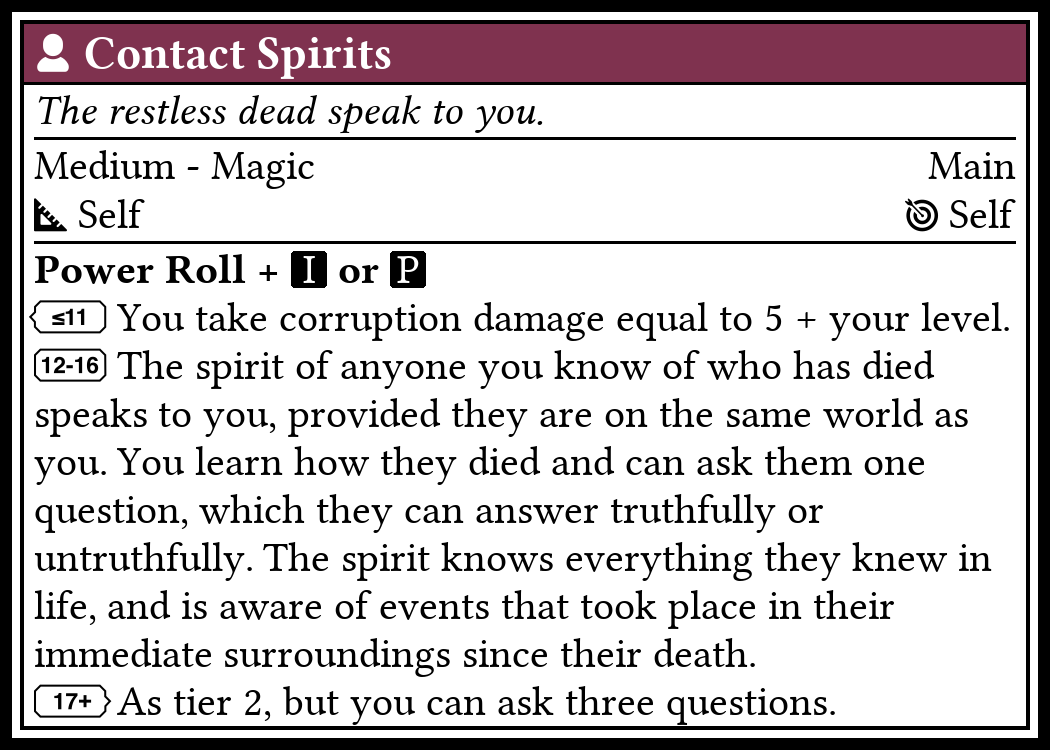 Contact Spirits
The restless dead speak to you.
Medium - Magic Main
Self Self
Power Roll + I or P
≤11 You take corruption damage equal to 5 + your level.
12-16 The spirit of anyone you know of who has died
speaks to you, provided they are on the same world as
you. You learn how they died and can ask them one
question, which they can answer truthfully or
untruthfully. The spirit knows everything they knew in
life, and is aware of events that took place in their
immediate surroundings since their death.
17+ As tier 2, but you can ask three questions.